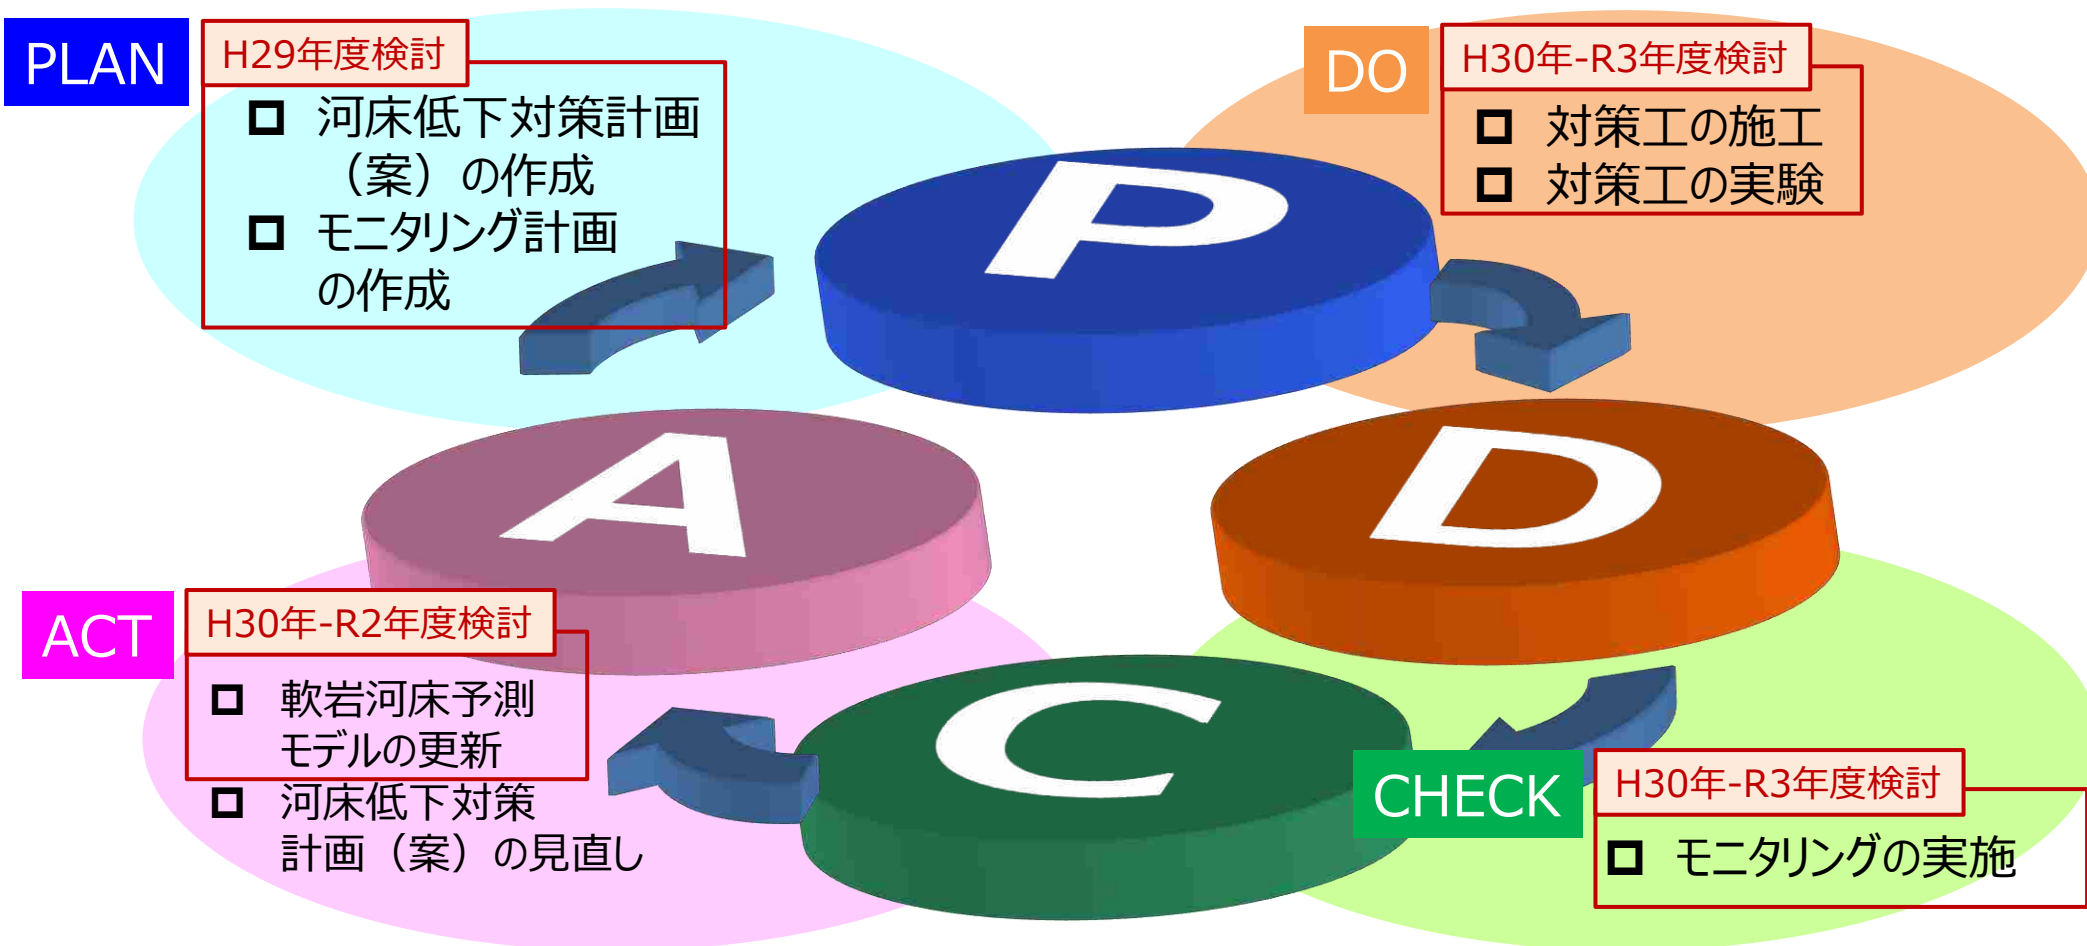 PLAN
H29年度検討
河床低下対策計画
（案）の作成
モニタリング計画
の作成
DO
H30年-R3年度検討
対策工の施工
対策工の実験
P
A
D
C
ACT
H30年-R2年度検討
軟岩河床予測
モデルの更新
河床低下対策
計画（案）の見直し
CHECK
H30年-R3年度検討
モニタリングの実施